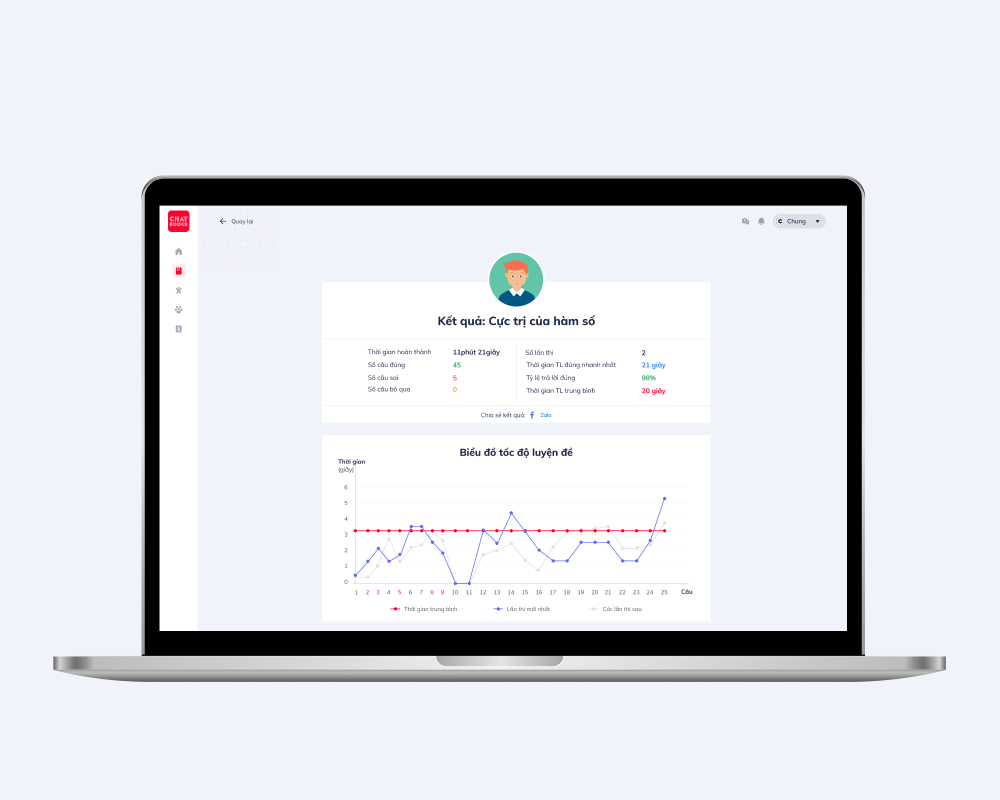 CHAT
BOOKS
Quay lại
C Chung
Kết quả: Cực trị của hàm số
Thời gian hoàn thành 11phút 21giây
Số câu đúng 45
Số câu sai 5
Số câu bỏ qua 0
Số lần thi 2
Thời gian TL đúng nhanh nhất 21 giây
Tỷ lệ trả lời đúng 98%
Thời gian TL trung bình 20 giây
Chia sẻ kết quả: f Zalo
Biểu đồ tốc độ luyện đề
Thời gian
(giây)
6
5
4
3
2
1
0
1 2 3 4 5 6 7 8 9 10 11 12 13 14 15 16 17 18 19 20 21 22 23 24 25 Câu
Thời gian trung bình Lần thi mới nhất Các lần thi sau